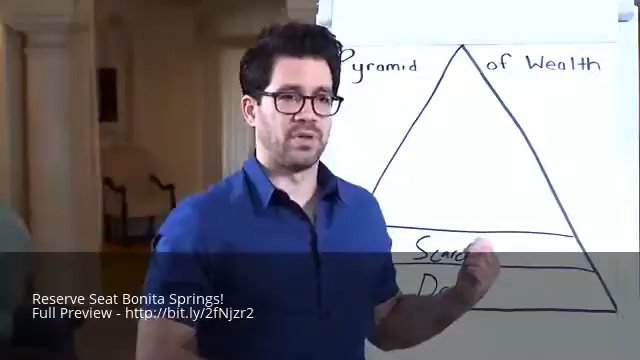 Pyramid of Wealth
Reserve Seat Bonita Springs!
Full Preview - http://bit.ly/2fNjzr2